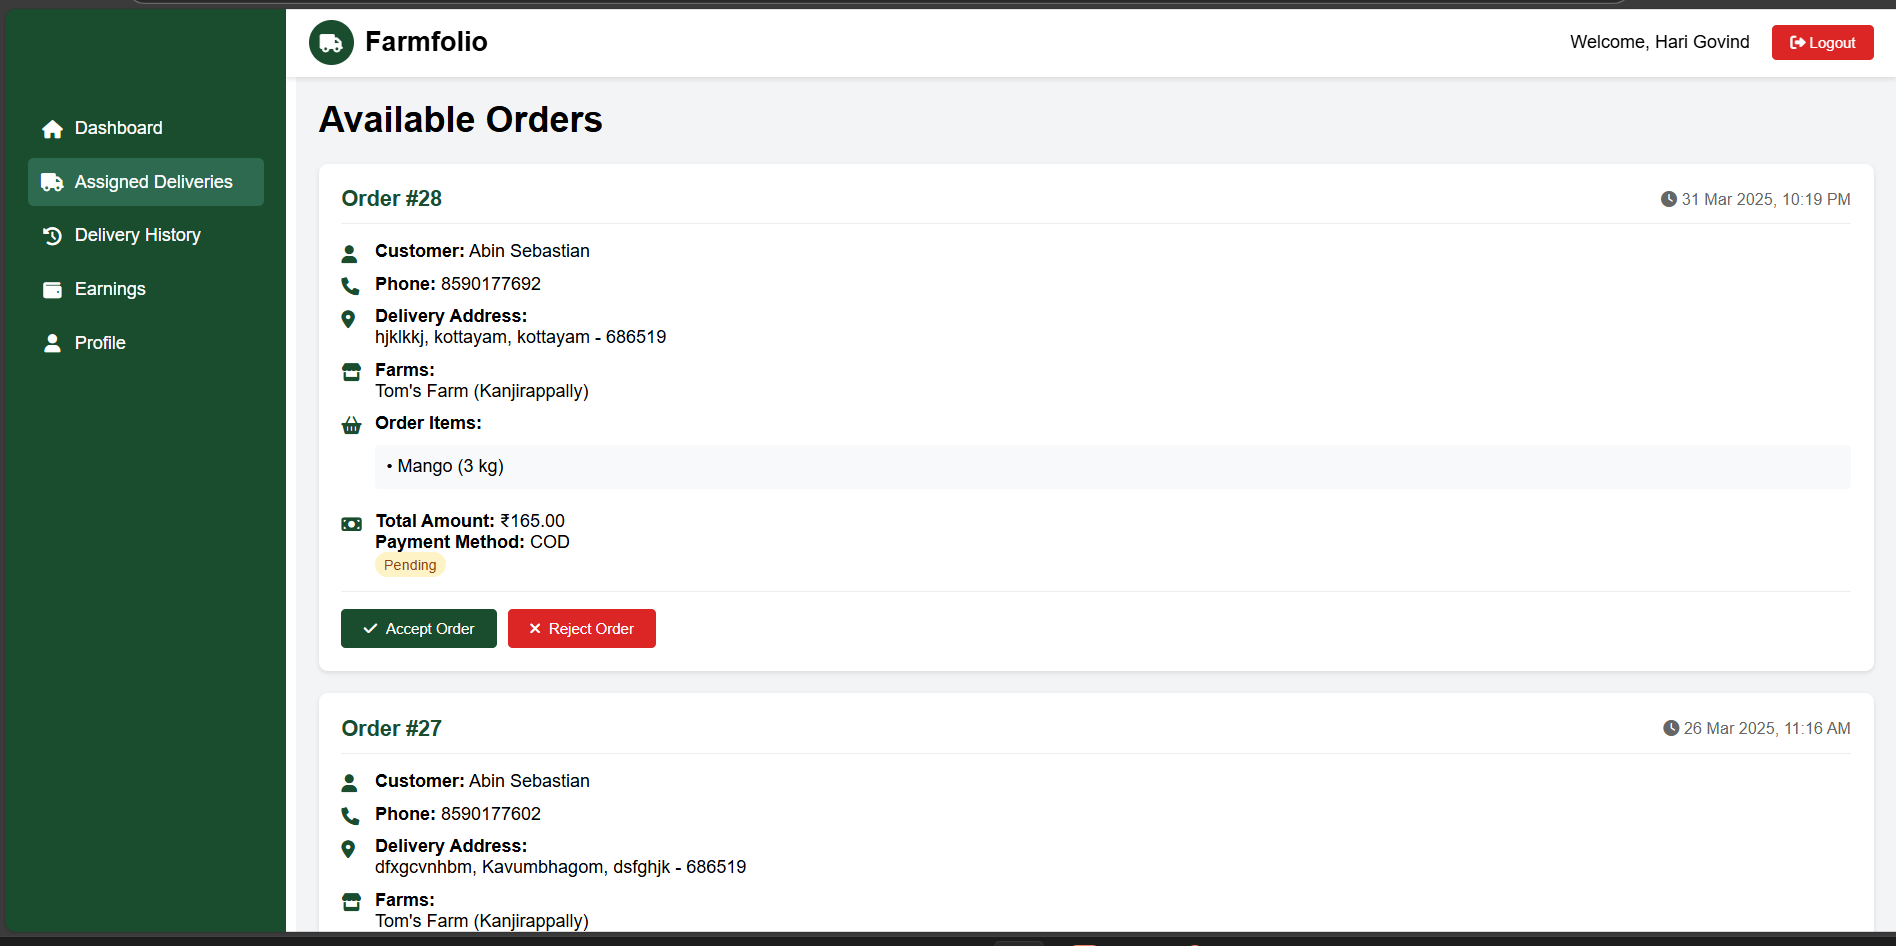 Farmfolio
Welcome, Hari Govind
Logout
Dashboard
Assigned Deliveries
Delivery History
Earnings
Profile
Available Orders
Order #28
31 Mar 2025, 10:19 PM
Customer: Abin Sebastian
Phone: 8590177692
Delivery Address:
hjklkkj, kottayam, kottayam - 686519
Farms:
Tom's Farm (Kanjirappally)
Order Items:
• Mango (3 kg)
Total Amount: ₹165.00
Payment Method: COD
Pending
Accept Order
Reject Order
Order #27
26 Mar 2025, 11:16 AM
Customer: Abin Sebastian
Phone: 8590177602
Delivery Address:
dfxgcvnhbm, Kavumbhagom, dsfghjk - 686519
Farms:
Tom's Farm (Kanjirappally)